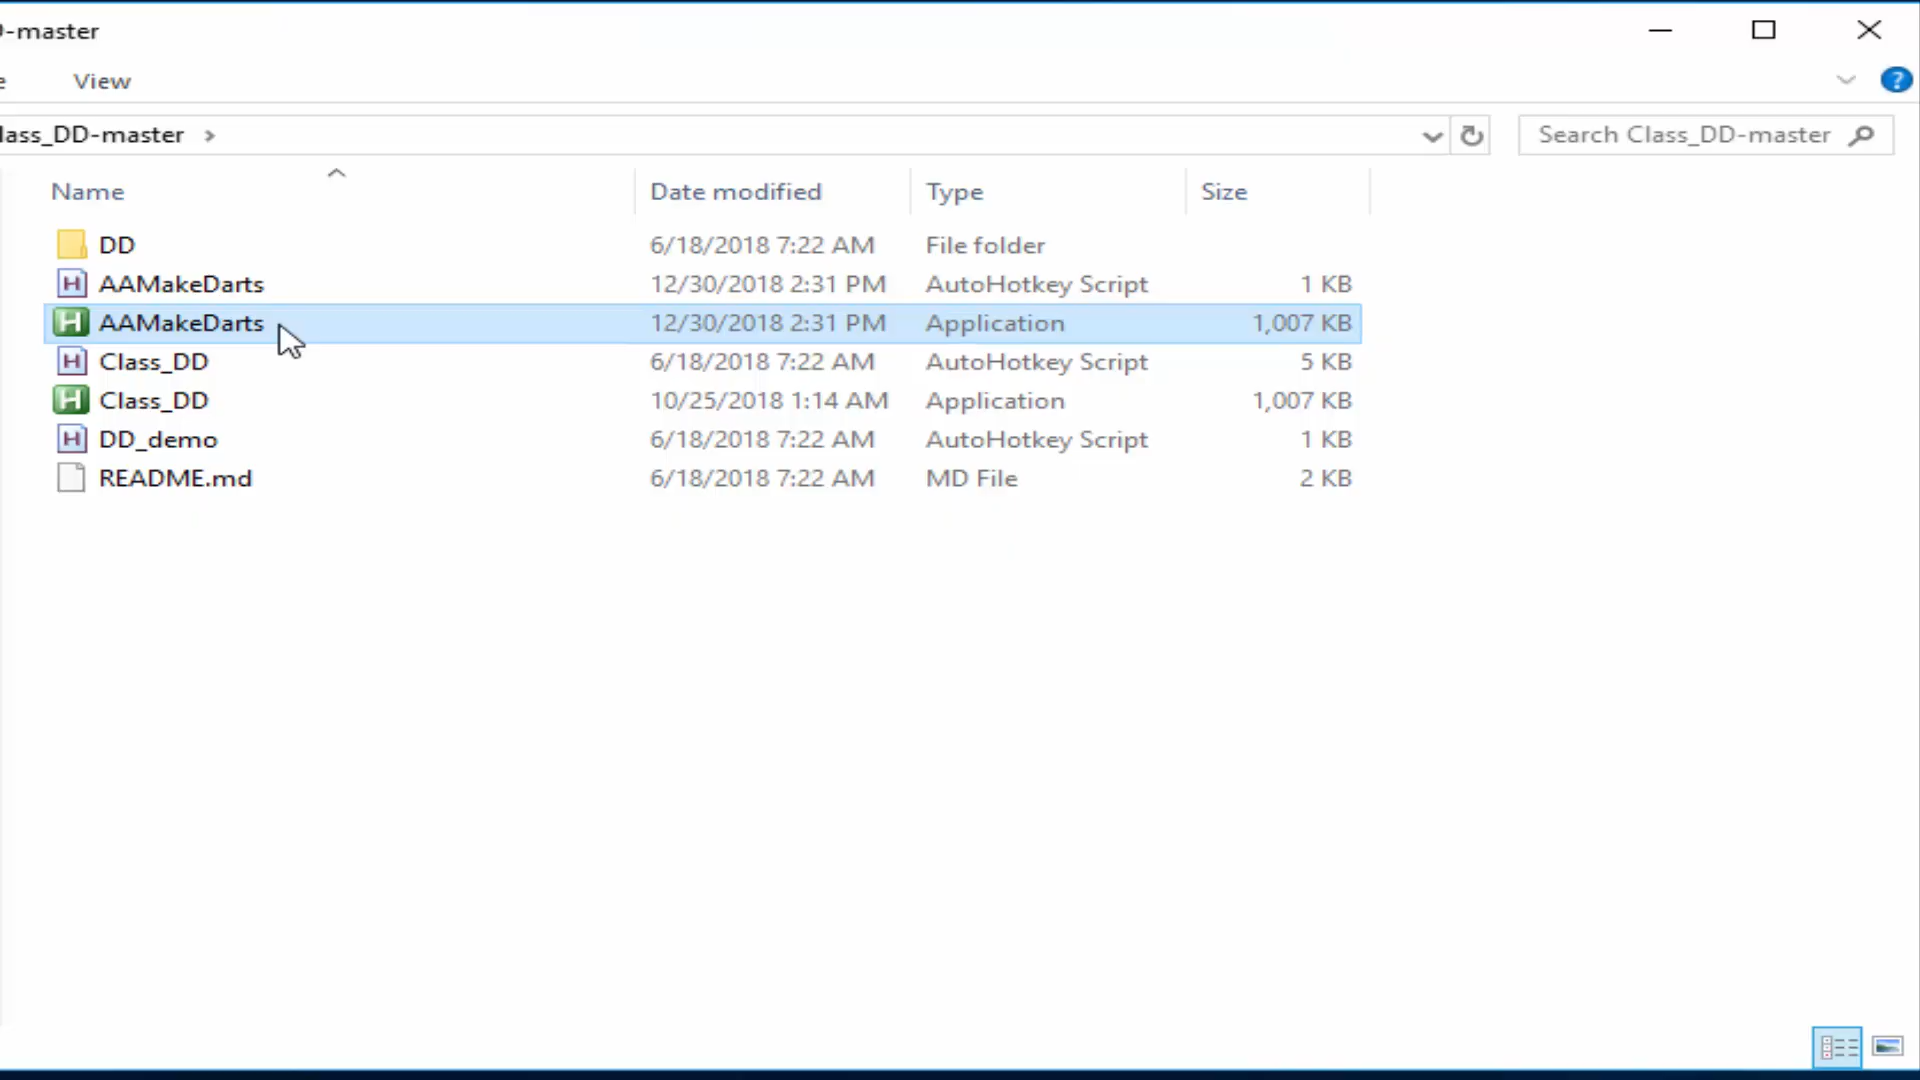 D-master
e View
?
lass_DD-master
Search Class_DD-master
Name Date modified Type Size
DD 6/18/2018 7:22 AM File folder
H AAMakeDarts 12/30/2018 2:31 PM AutoHotkey Script 1 KB
H AAMakeDarts 12/30/2018 2:31 PM Application 1,007 KB
H Class_DD 6/18/2018 7:22 AM AutoHotkey Script 5 KB
H Class_DD 10/25/2018 1:14 AM Application 1,007 KB
H DD_demo 6/18/2018 7:22 AM AutoHotkey Script 1 KB
README.md 6/18/2018 7:22 AM MD File 2 KB